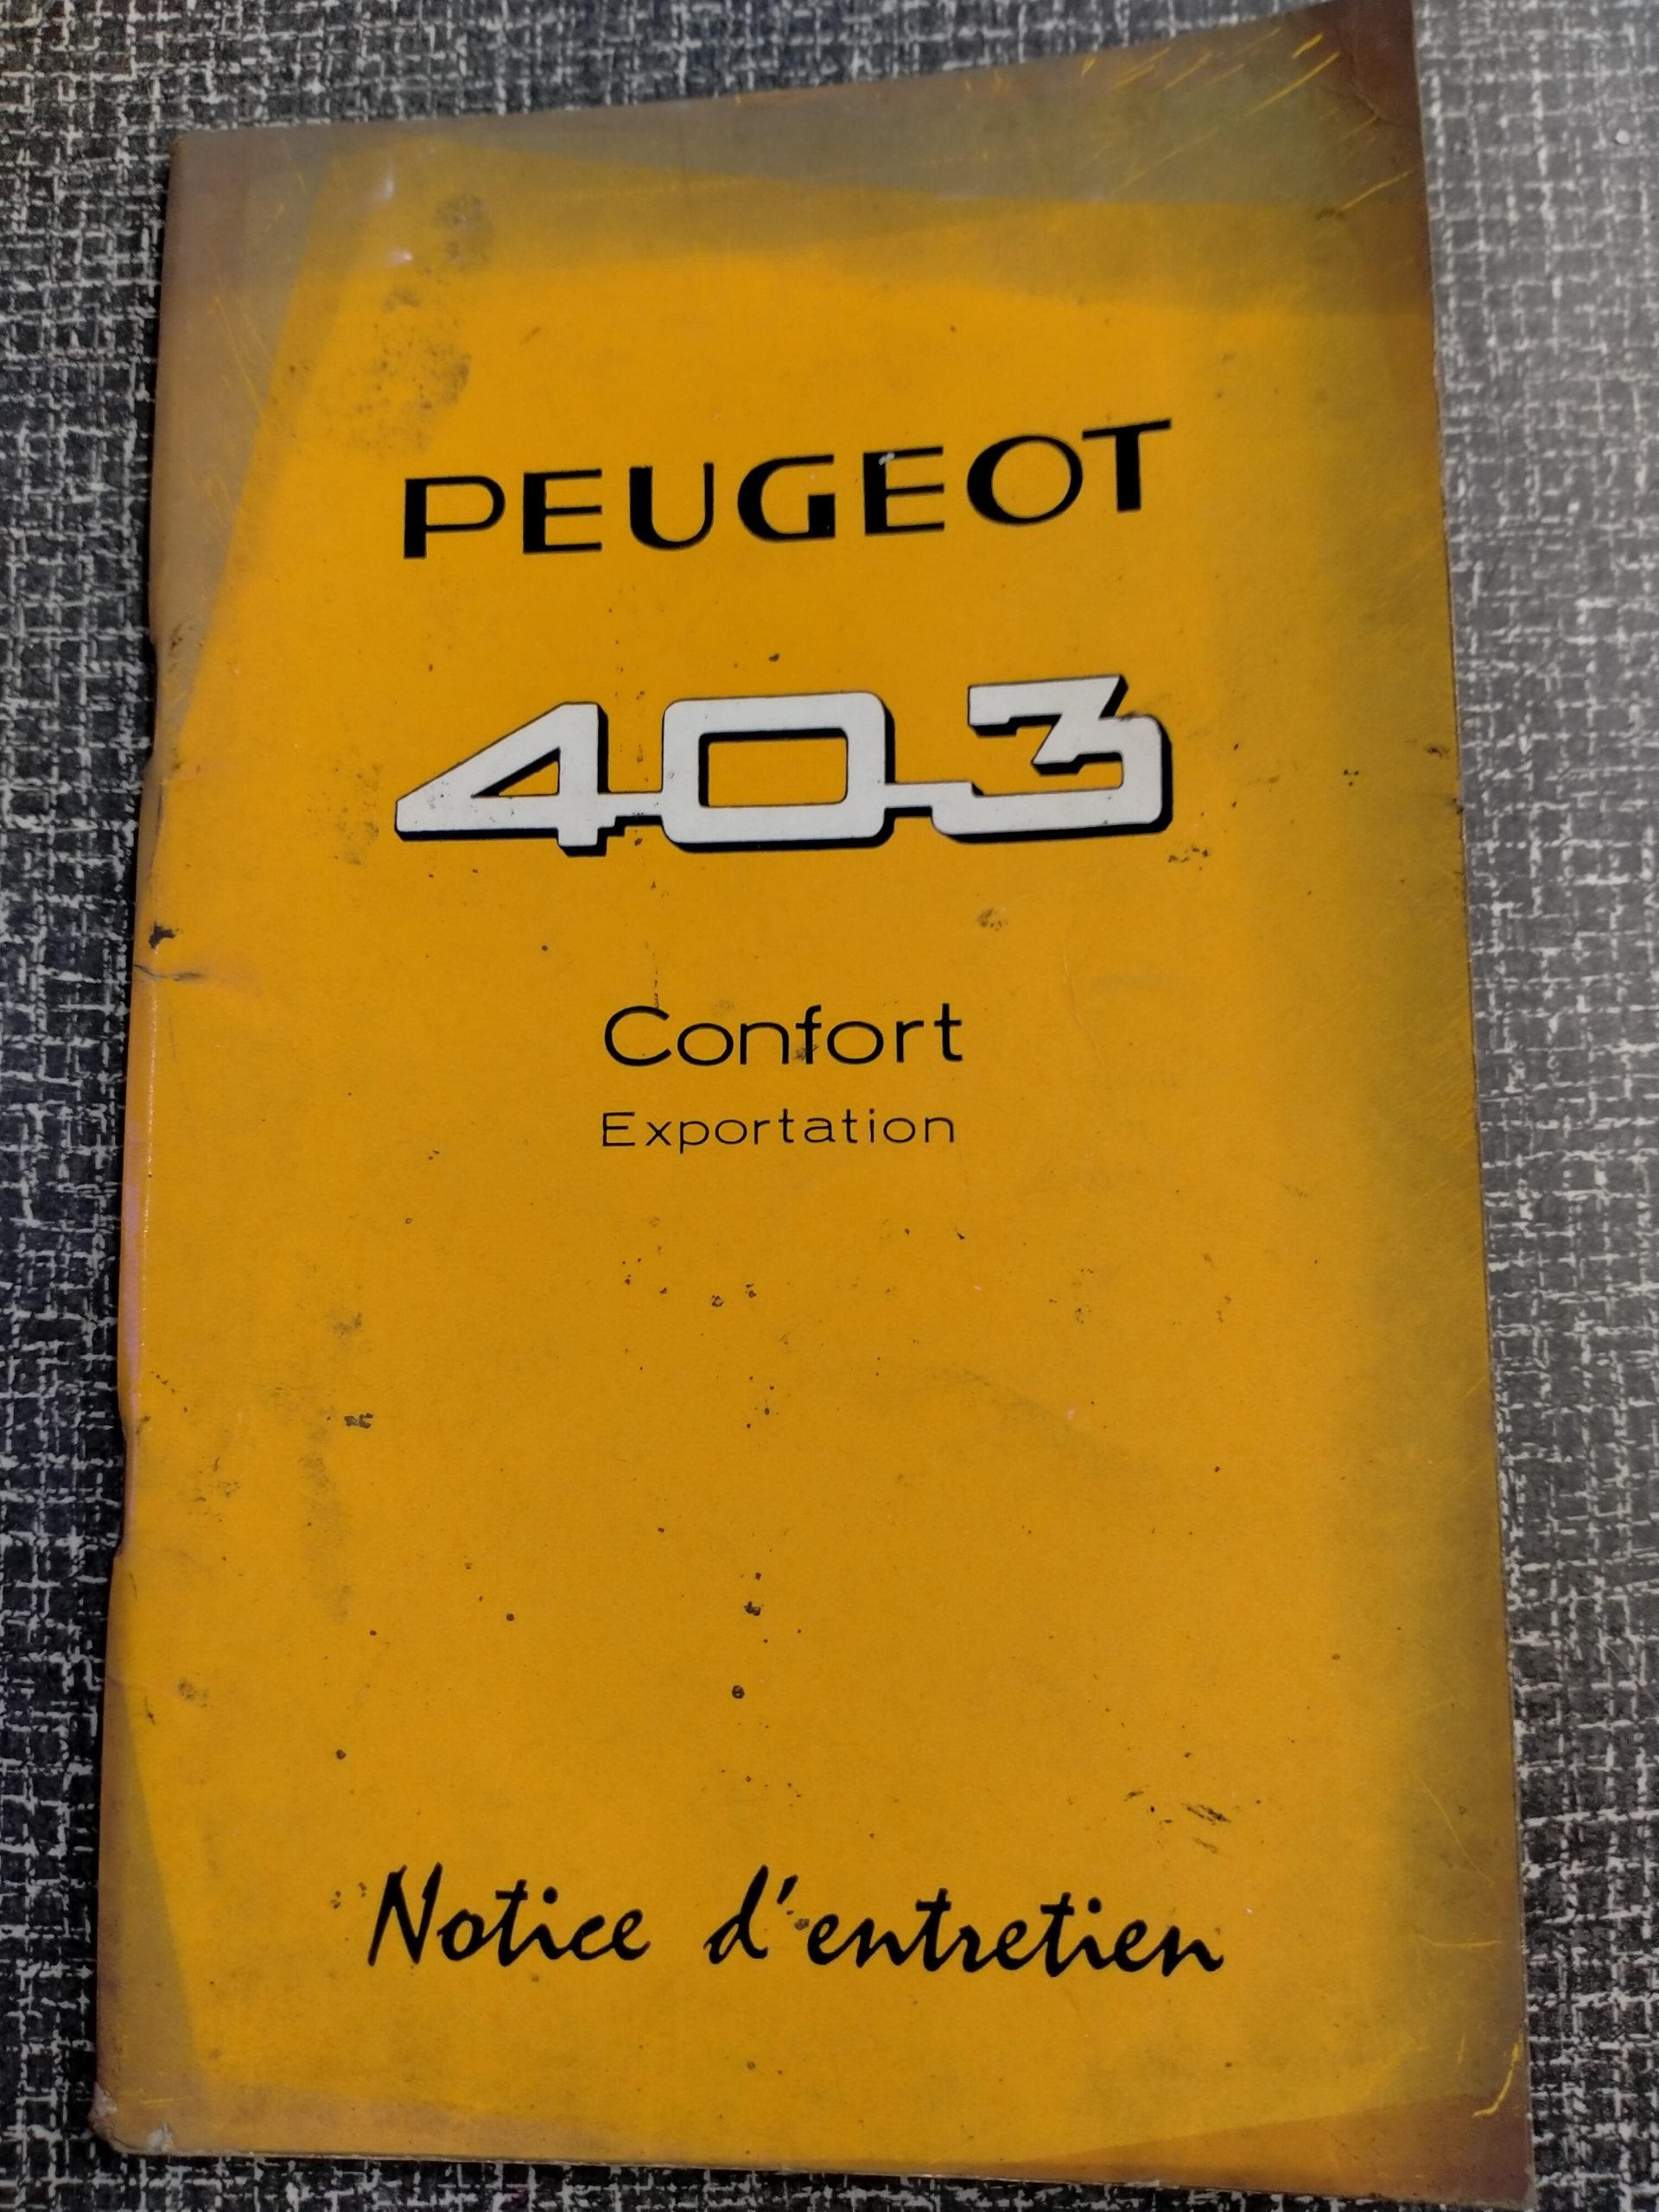 PEUGEOT
403
Confort
Exportation
Notice d'entretien